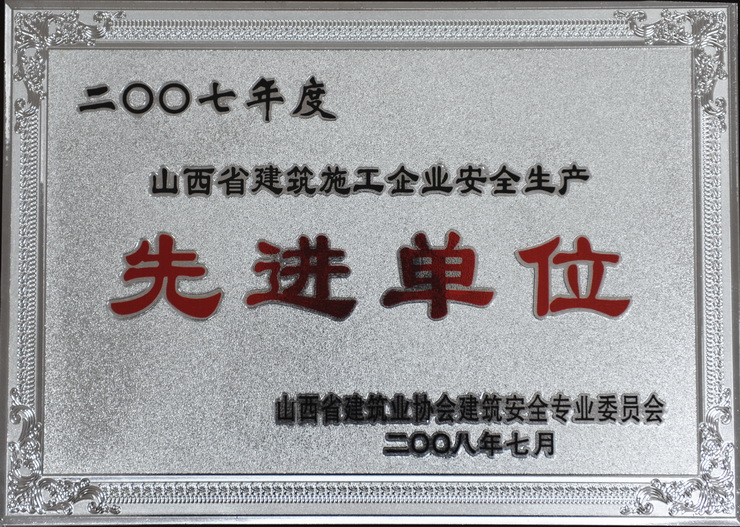 二〇〇七年度
山西省建筑施工企业安全生产
先进单位
山西省建筑业协会建筑安全专业委员会
二〇〇八年七月